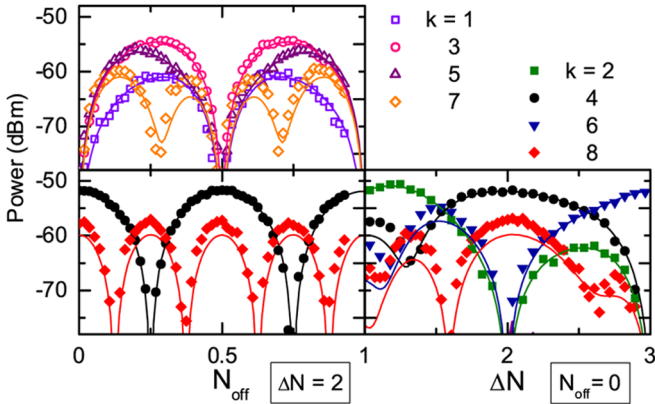 -50
-60
-70
k = 1
3
5
7
k = 2
4
6
8
Power (dBm)
-50
-60
-70
0
0.5
1
2
3
N_off
ΔN = 2
ΔN
N_off=0